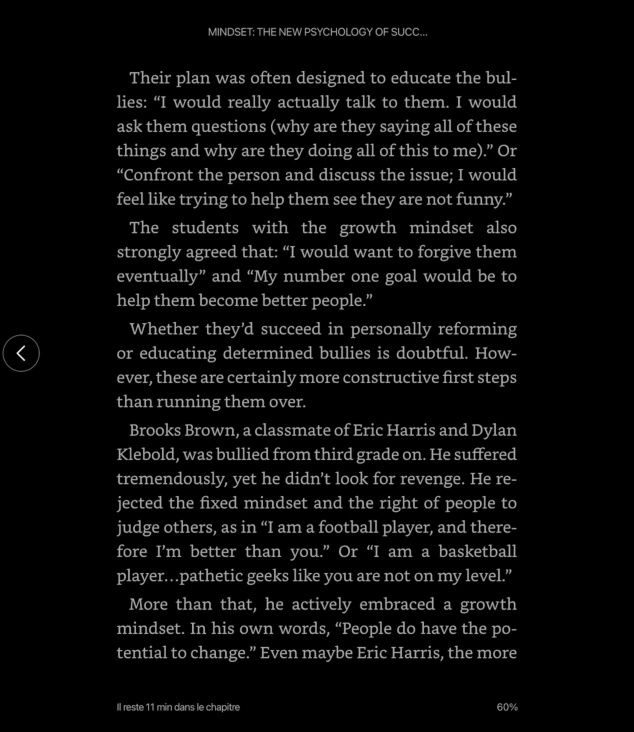 MINDSET: THE NEW PSYCHOLOGY OF SUCC...
Their plan was often designed to educate the bul-
lies: “I would really actually talk to them. I would
ask them questions (why are they saying all of these
things and why are they doing all of this to me).” Or
“Confront the person and discuss the issue; I would
feel like trying to help them see they are not funny.”
The students with the growth mindset also
strongly agreed that: “I would want to forgive them
eventually” and “My number one goal would be to
help them become better people.”
Whether they’d succeed in personally reforming
or educating determined bullies is doubtful. How-
ever, these are certainly more constructive first steps
than running them over.
Brooks Brown, a classmate of Eric Harris and Dylan
Klebold, was bullied from third grade on. He suffered
tremendously, yet he didn’t look for revenge. He re-
jected the fixed mindset and the right of people to
judge others, as in “I am a football player, and there-
fore I’m better than you.” Or “I am a basketball
player…pathetic geeks like you are not on my level.”
More than that, he actively embraced a growth
mindset. In his own words, “People do have the po-
tential to change.” Even maybe Eric Harris, the more
Il reste 11 min dans le chapitre
60%